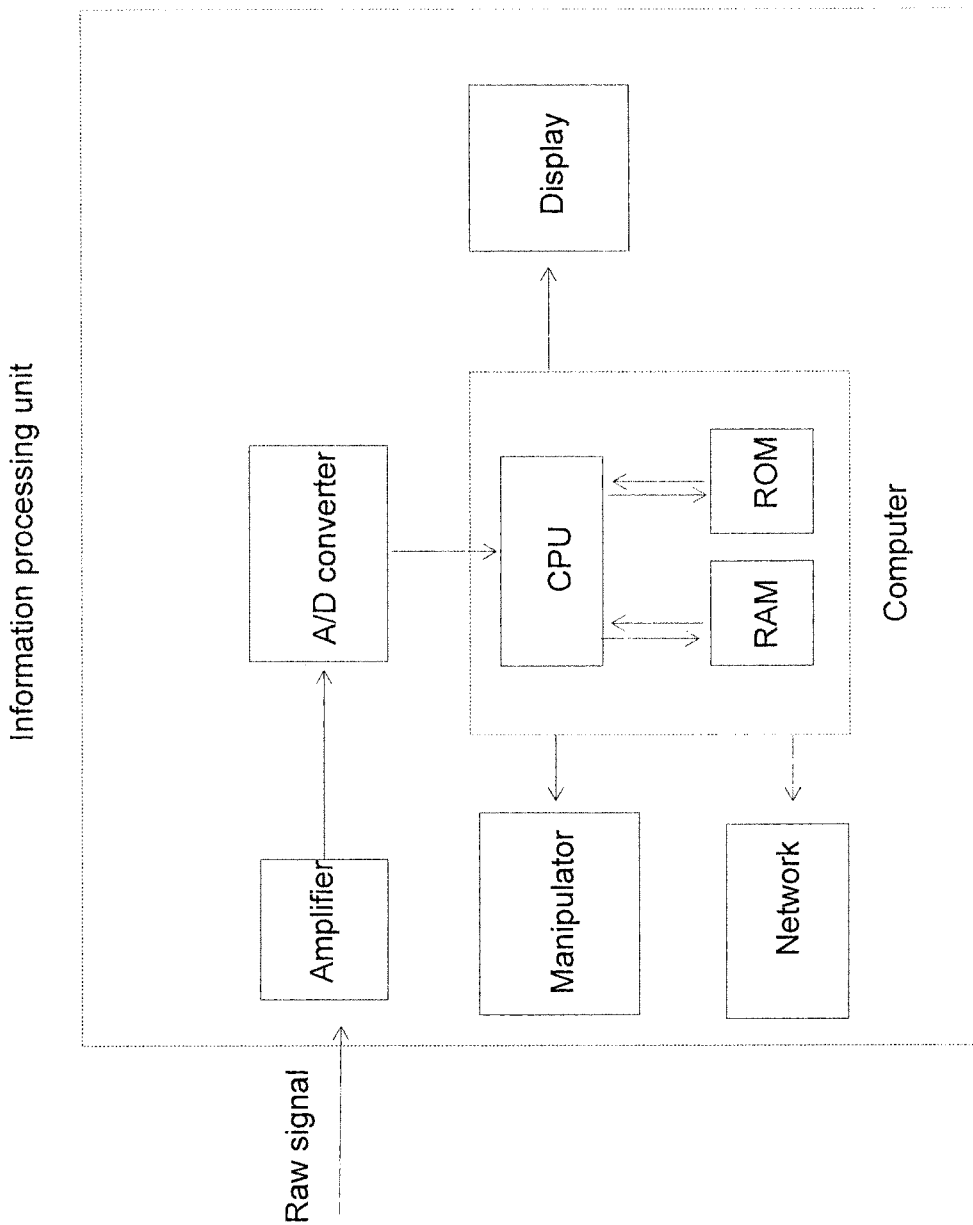 Information processing unit
Raw signal
Amplifier
A/D converter
Manipulator
CPU
Display
Network
RAM
ROM
Computer